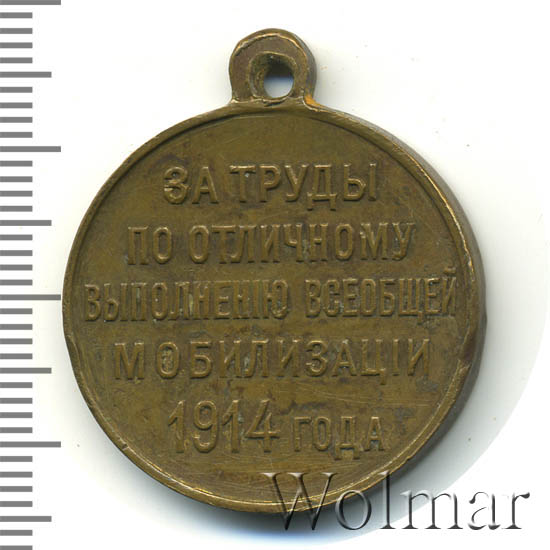 ЗА ТРУДЫ
ПО ОТЛИЧНОМУ
ВЫПОЛНЕНІЮ ВСЕОБЩЕЙ
МОБИЛИЗАЦІИ
1914 ГОДА
Wolmar